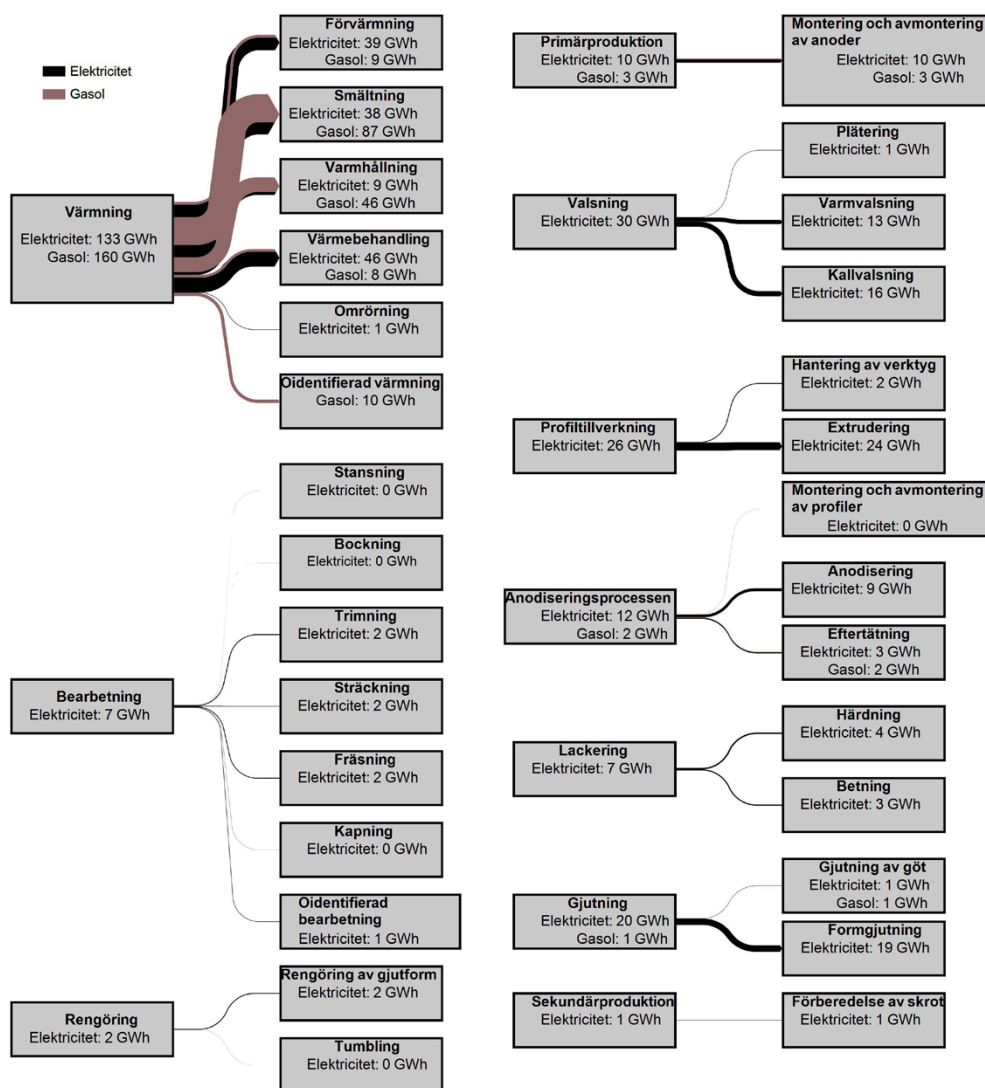 Elektricitet
Gasol
Värmning
Elektricitet: 133 GWh
Gasol: 160 GWh
Förvärmning
Elektricitet: 39 GWh
Gasol: 9 GWh
Smältning
Elektricitet: 38 GWh
Gasol: 87 GWh
Varmhållning
Elektricitet: 9 GWh
Gasol: 46 GWh
Värmebehandling
Elektricitet: 46 GWh
Gasol: 8 GWh
Omrörning
Elektricitet: 1 GWh
Oidentifierad värmning
Gasol: 10 GWh
Bearbetning
Elektricitet: 7 GWh
Stansning
Elektricitet: 0 GWh
Bockning
Elektricitet: 0 GWh
Trimning
Elektricitet: 2 GWh
Sträckning
Elektricitet: 2 GWh
Fräsning
Elektricitet: 2 GWh
Kapning
Elektricitet: 0 GWh
Oidentifierad
bearbetning
Elektricitet: 1 GWh
Rengöring
Elektricitet: 2 GWh
Rengöring av gjutform
Elektricitet: 2 GWh
Tumbling
Elektricitet: 0 GWh
Primärproduktion
Elektricitet: 10 GWh
Gasol: 3 GWh
Montering och avmontering
av anoder
Elektricitet: 10 GWh
Gasol: 3 GWh
Valsning
Elektricitet: 30 GWh
Plätering
Elektricitet: 1 GWh
Varmvalsning
Elektricitet: 13 GWh
Kallvalsning
Elektricitet: 16 GWh
Profiltillverkning
Elektricitet: 26 GWh
Hantering av verktyg
Elektricitet: 2 GWh
Extrudering
Elektricitet: 24 GWh
Anodiseringsprocessen
Elektricitet: 12 GWh
Gasol: 2 GWh
Montering och avmontering
av profiler
Elektricitet: 0 GWh
Anodisering
Elektricitet: 9 GWh
Eftertätning
Elektricitet: 3 GWh
Gasol: 2 GWh
Lackering
Elektricitet: 7 GWh
Härdning
Elektricitet: 4 GWh
Betning
Elektricitet: 3 GWh
Gjutning
Elektricitet: 20 GWh
Gasol: 1 GWh
Gjutning av göt
Elektricitet: 1 GWh
Gasol: 1 GWh
Formgjutning
Elektricitet: 19 GWh
Sekundärproduktion
Elektricitet: 1 GWh
Förberedelse av skrot
Elektricitet: 1 GWh